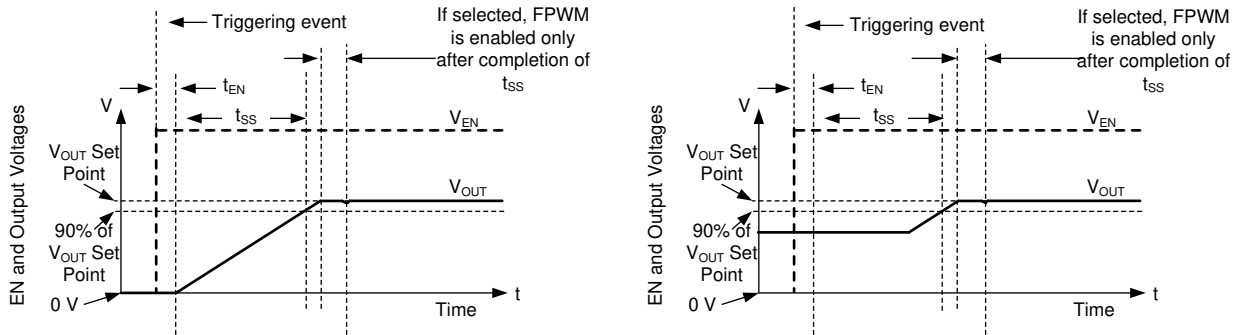 Triggering event
If selected, FPWM
is enabled only
after completion of
tSS
tEN
V
tSS
VEN
EN and Output Voltages
VOUT Set
Point
VOUT
90% of
VOUT Set
Point
0 V
Time
t
Triggering event
If selected, FPWM
is enabled only
after completion of
tSS
tEN
V
tSS
VEN
EN and Output Voltages
VOUT Set
Point
VOUT
90% of
VOUT Set
Point
0 V
Time
t